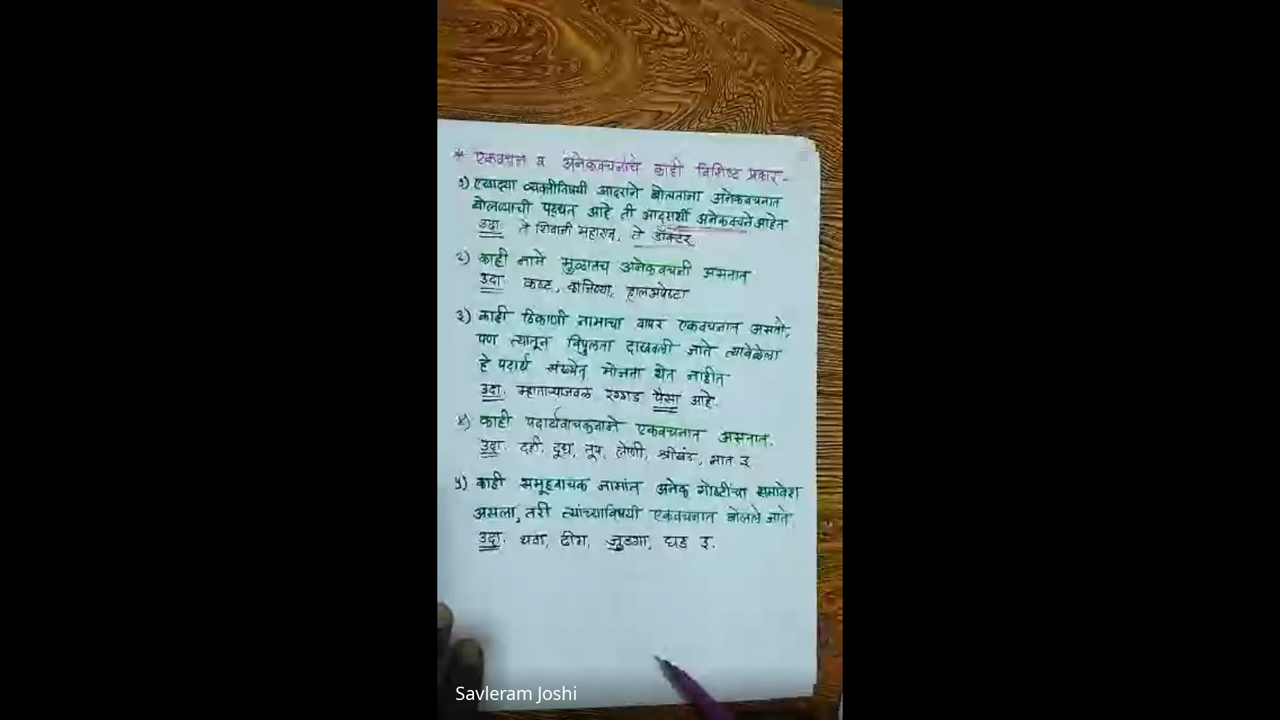 * एकवचन व अनेकवचनाचे काही विशिष्ट प्रकार -
१) एखाद्या व्यक्तीविषयी आदराने बोलताना अनेकवचनात
बोलण्याची पद्धत आहे ती आदरार्थी अनेकवचने आहेत
उदा. ते शिवाजी महाराज, ते डॉक्टर
२) काही नामे मुळातच अनेकवचनी असतात
उदा. कष्ट, कांजिण्या, हालअपेष्टा
३) काही ठिकाणी नामाचा वापर एकवचनात असतो,
पण त्यातून विपुलता दाखवली जाते त्यावेळेला
हे पदार्थ संख्येत मोजता येत नाहीत
उदा. म्हाताऱ्याजवळ रग्गड पैसा आहे.
४) काही पदार्थवाचकनामे एकवचनात असतात.
उदा. दही, दूध, तूप, लोणी, श्रीखंड, भात इ.
५) काही समूहवाचक नामांत अनेक गोष्टींचा समावेश
असला, तरी त्यांच्याविषयी एकवचनात बोलले जाते
उदा. थवा, ढीग, जुडगा, घड इ.
Savleram Joshi